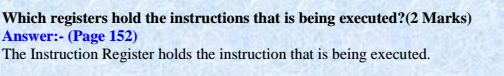 Which registers hold the instructions that is being executed?(2 Marks)
Answer:- (Page 152)
The Instruction Register holds the instruction that is being executed.